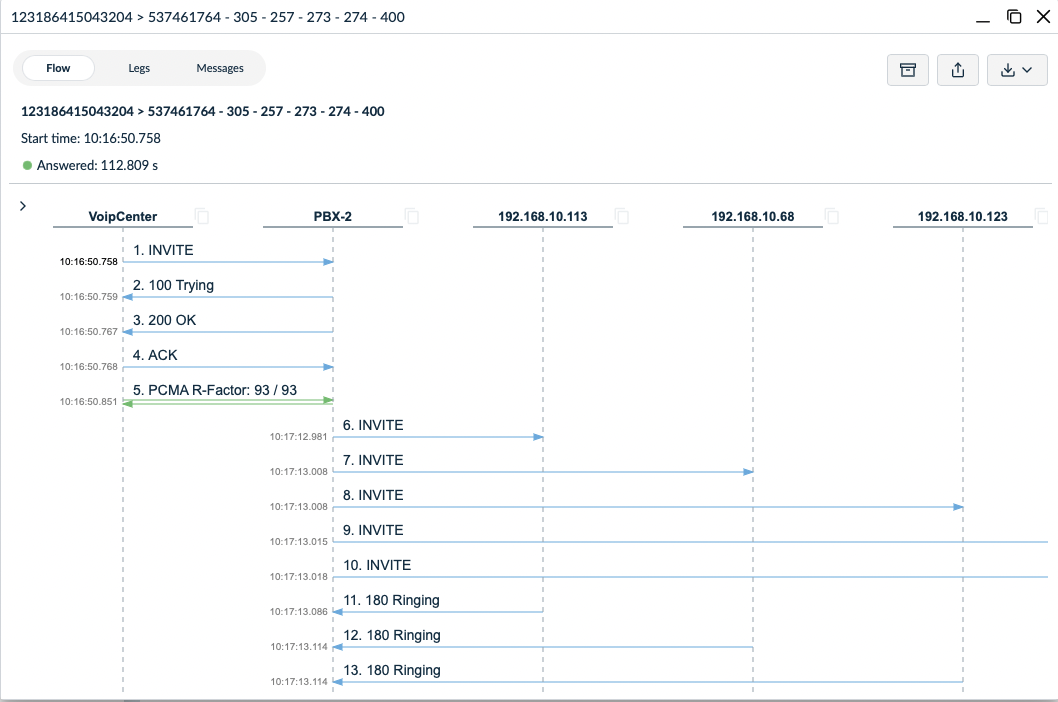 123186415043204 > 537461764 - 305 - 257 - 273 - 274 - 400
Flow
Legs
Messages
123186415043204 > 537461764 - 305 - 257 - 273 - 274 - 400
Start time: 10:16:50.758
Answered: 112.809 s
VoipCenter
PBX-2
192.168.10.113
192.168.10.68
192.168.10.123
1. INVITE
10:16:50.758
2. 100 Trying
10:16:50.759
3. 200 OK
10:16:50.767
4. ACK
10:16:50.768
5. PCMA R-Factor: 93 / 93
10:16:50.851
6. INVITE
10:17:12.981
7. INVITE
10:17:13.008
8. INVITE
10:17:13.008
9. INVITE
10:17:13.015
10. INVITE
10:17:13.018
11. 180 Ringing
10:17:13.086
12. 180 Ringing
10:17:13.114
13. 180 Ringing
10:17:13.114